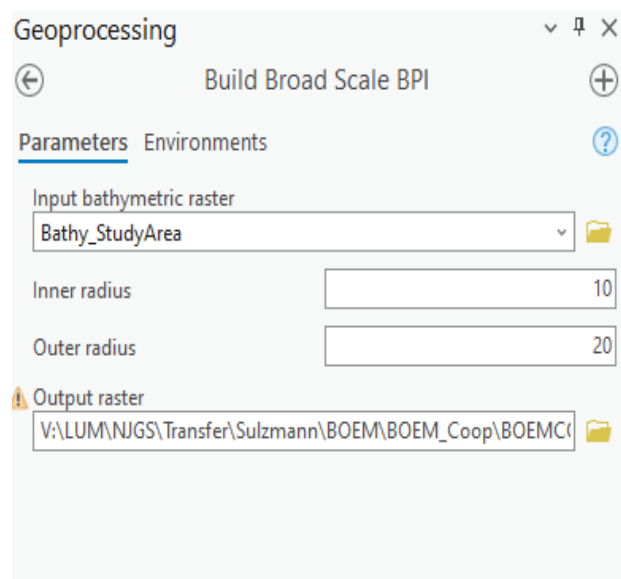 Geoprocessing
Build Broad Scale BPI
Parameters Environments
Input bathymetric raster
Bathy_StudyArea
Inner radius 10
Outer radius 20
Output raster
V:\LUM\NJGS\Transfer\Sulzmann\BOEM\BOEM_Coop\BOEMC